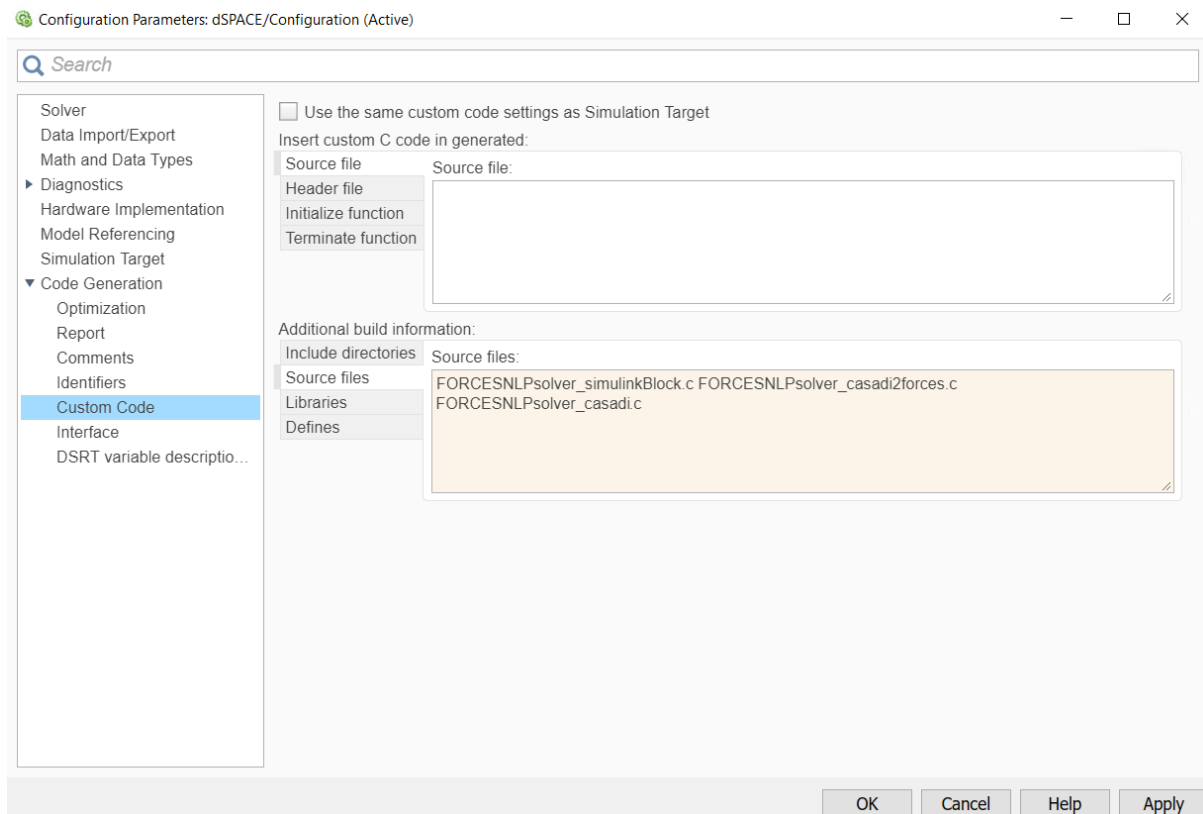 Configuration Parameters: dSPACE/Configuration (Active)
Search
Solver
Data Import/Export
Math and Data Types
Diagnostics
Hardware Implementation
Model Referencing
Simulation Target
Code Generation
Optimization
Report
Comments
Identifiers
Custom Code
Interface
DSRT variable descriptio...
Use the same custom code settings as Simulation Target
Insert custom C code in generated:
Source file
Header file
Initialize function
Terminate function
Source file:
Additional build information:
Include directories
Source files
Libraries
Defines
Source files:
FORCESNLPsolver_simulinkBlock.c FORCESNLPsolver_casadi2forces.c
FORCESNLPsolver_casadi.c
OK Cancel Help Apply